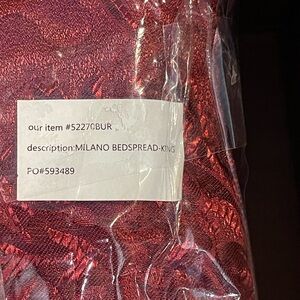 our item #52270BUR
description:MILANO BEDSPREAD-KING
PO#593489